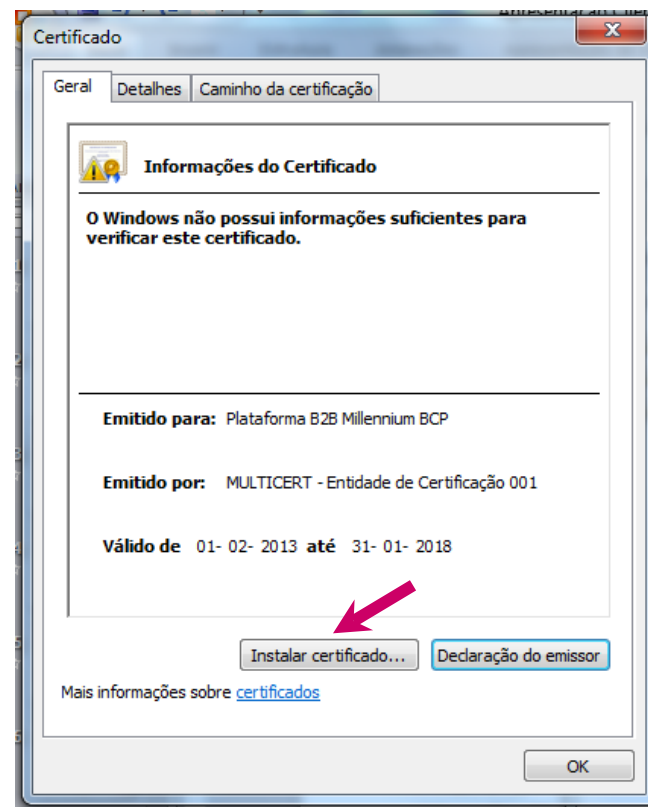 Apresentação Clie
Certificado
Geral Detalhes Caminho da certificação
Informações do Certificado
O Windows não possui informações suficientes para
verificar este certificado.
Emitido para: Plataforma B2B Millennium BCP
Emitido por: MULTICERT - Entidade de Certificação 001
Válido de 01- 02- 2013 até 31- 01- 2018
Instalar certificado... Declaração do emissor
Mais informações sobre certificados
OK